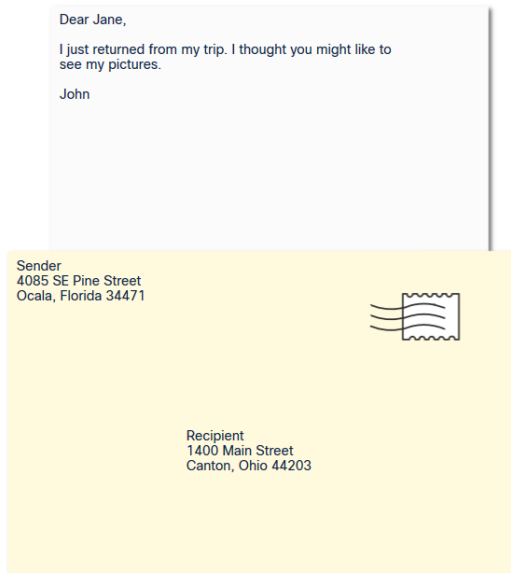 Dear Jane,
I just returned from my trip. I thought you might like to
see my pictures.
John
Sender
4085 SE Pine Street
Ocala, Florida 34471
Recipient
1400 Main Street
Canton, Ohio 44203